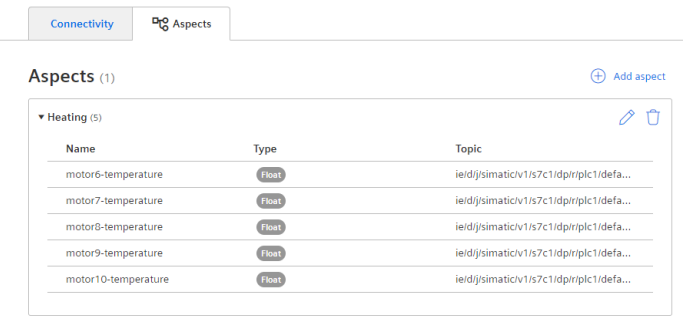 Connectivity Aspects
Aspects (1) Add aspect
Heating (5)
Name Type Topic
motor6-temperature Float ie/d/j/simatic/v1/s7c1/dp/r/plc1/defa...
motor7-temperature Float ie/d/j/simatic/v1/s7c1/dp/r/plc1/defa...
motor8-temperature Float ie/d/j/simatic/v1/s7c1/dp/r/plc1/defa...
motor9-temperature Float ie/d/j/simatic/v1/s7c1/dp/r/plc1/defa...
motor10-temperature Float ie/d/j/simatic/v1/s7c1/dp/r/plc1/defa...